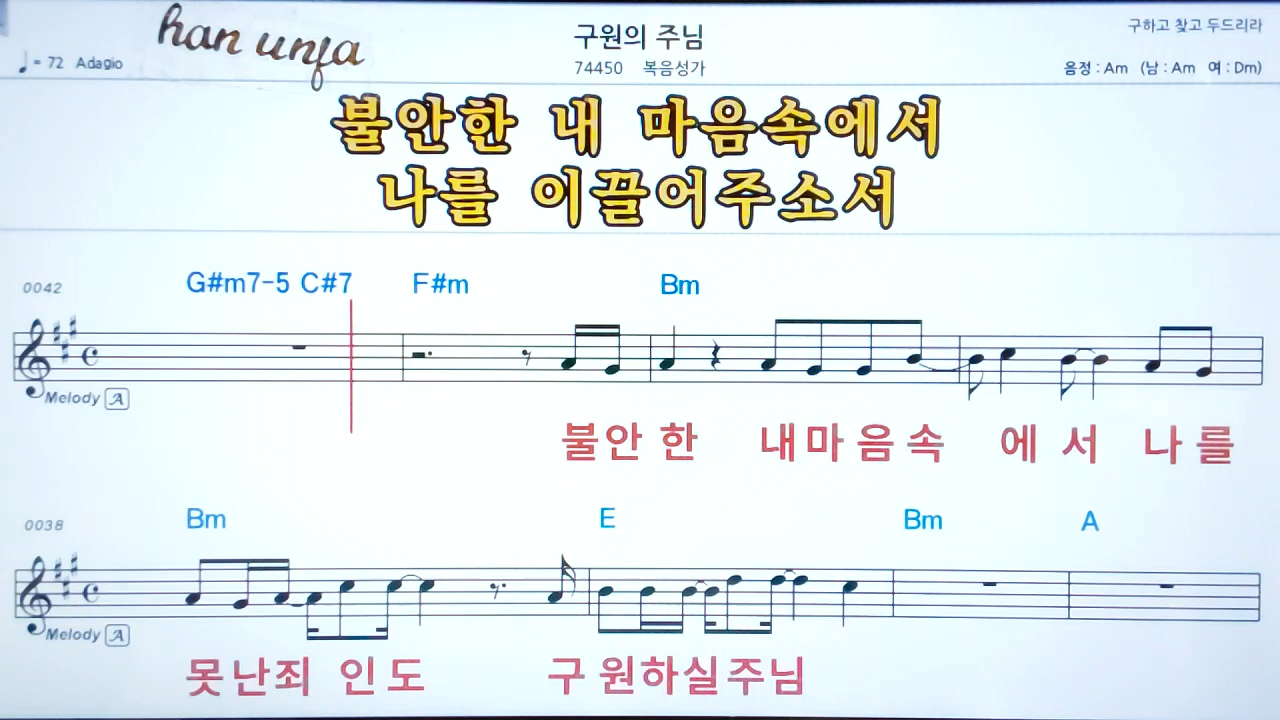 han unfa
구원의 주님
구하고 찾고 두드리라
♩= 72 Adagio
74450 복음성가
음정 : Am (남 : Am 여 : Dm)
불안한 내 마음속에서
나를 이끌어주소서
0042
G#m7-5 C#7 F#m Bm
Melody A
불안 한 내마 음 속 에 서 나 를
0038
Bm E Bm A
Melody A
못난죄 인 도 구 원하실주님